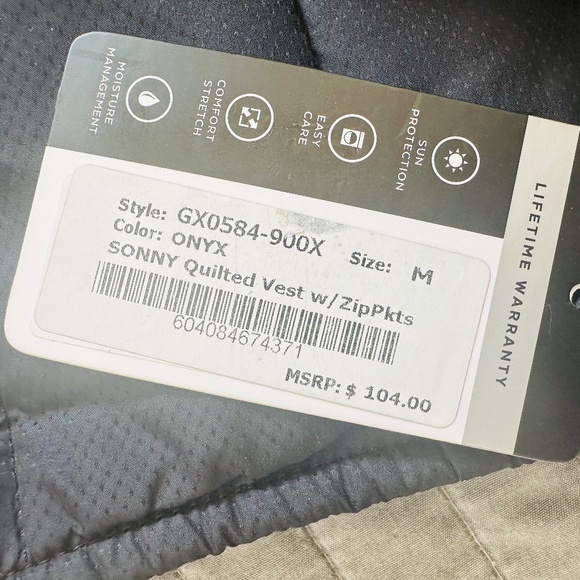 MOISTURE
MANAGEMENT
COMFORT
STRETCH
EASY
CARE
SUN
PROTECTION
LIFETIME WARRANTY
Style: GX0584-900X
Color: ONYX
Size: M
SONNY Quilted Vest w/ZipPkts
604084674371
MSRP: $ 104.00